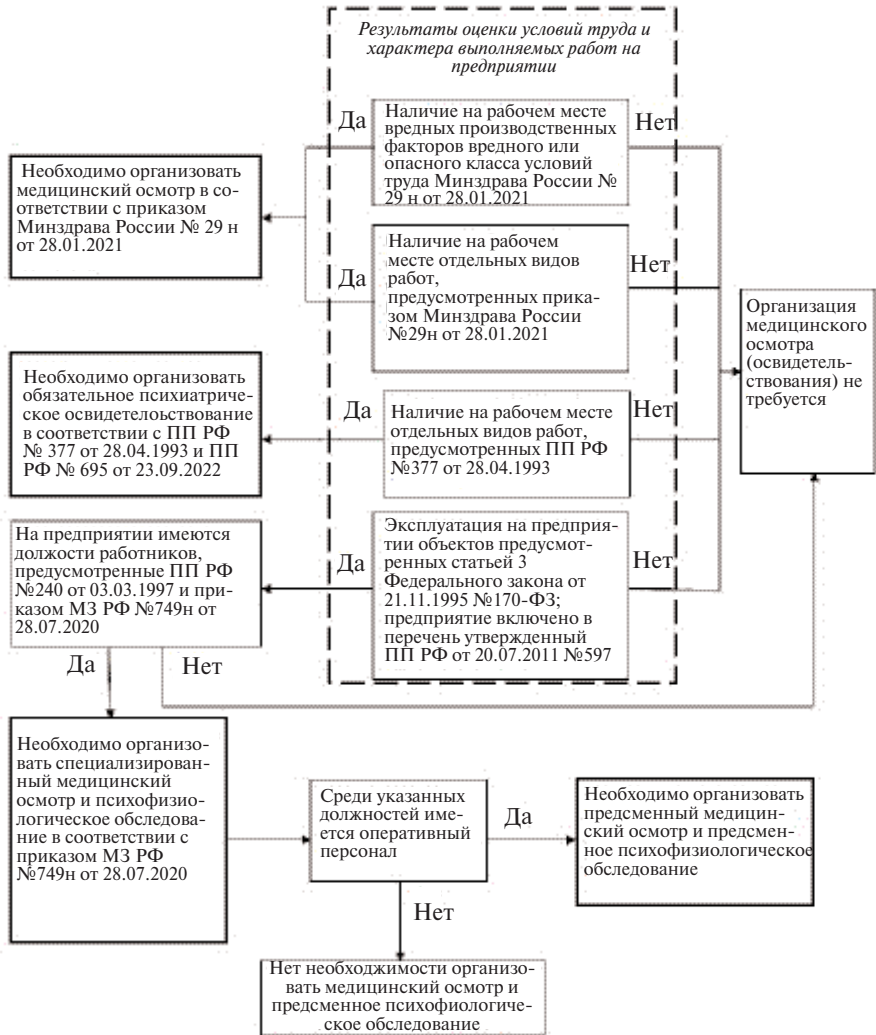 Результаты оценки условий труда и
характера выполняемых работ на
предприятии
Да
Наличие на рабочем месте
вредных производственных
факторов вредного или
опасного класса условий
труда Минздрава России №
29 н от 28.01.2021
Нет
Необходимо организовать
медицинский осмотр в со-
ответствии с приказом
Минздрава России № 29 н
от 28.01.2021
Да
Наличие на рабочем
месте отдельных видов
работ,
предусмотренных прика-
зом Минздрава России
№29н от 28.01.2021
Нет
Организация
медицинского
осмотра
(освидетель-
ствования) не
требуется
Необходимо организовать
обязательное психиатриче-
ское освидетелоьствование
в соответствии с ПП РФ
№ 377 от 28.04.1993 и ПП
РФ № 695 от 23.09.2022
Да
Наличие на рабочем месте
отдельных видов работ,
предусмотренных ПП РФ
№377 от 28.04.1993
Нет
На предприятии имеются
должности работников,
предусмотренные ПП РФ
№240 от 03.03.1997 и при-
казом МЗ РФ №749н от
28.07.2020
Да
Эксплуатация на предприя-
тии объектов предусмот-
ренных статьей 3
Федерального закона от
21.11.1995 №170-ФЗ;
предприятие включено в
перечень утвержденный
ПП РФ от 20.07.2011 №597
Нет
Да
Нет
Необходимо организо-
вать специализирован-
ный медицинский
осмотр и психофизио-
логическое обследова-
ние в соответствии с
приказом МЗ РФ
№749н от 28.07.2020
Среди указанных
должностей име-
ется оперативный
персонал
Да
Необходимо организовать
предсменный медицин-
ский осмотр и предсмен-
ное психофизиологическое
обследование
Нет
Нет необходжимости организо-
вать медицинский осмотр и
предсменное психофиологиче-
ское обследование